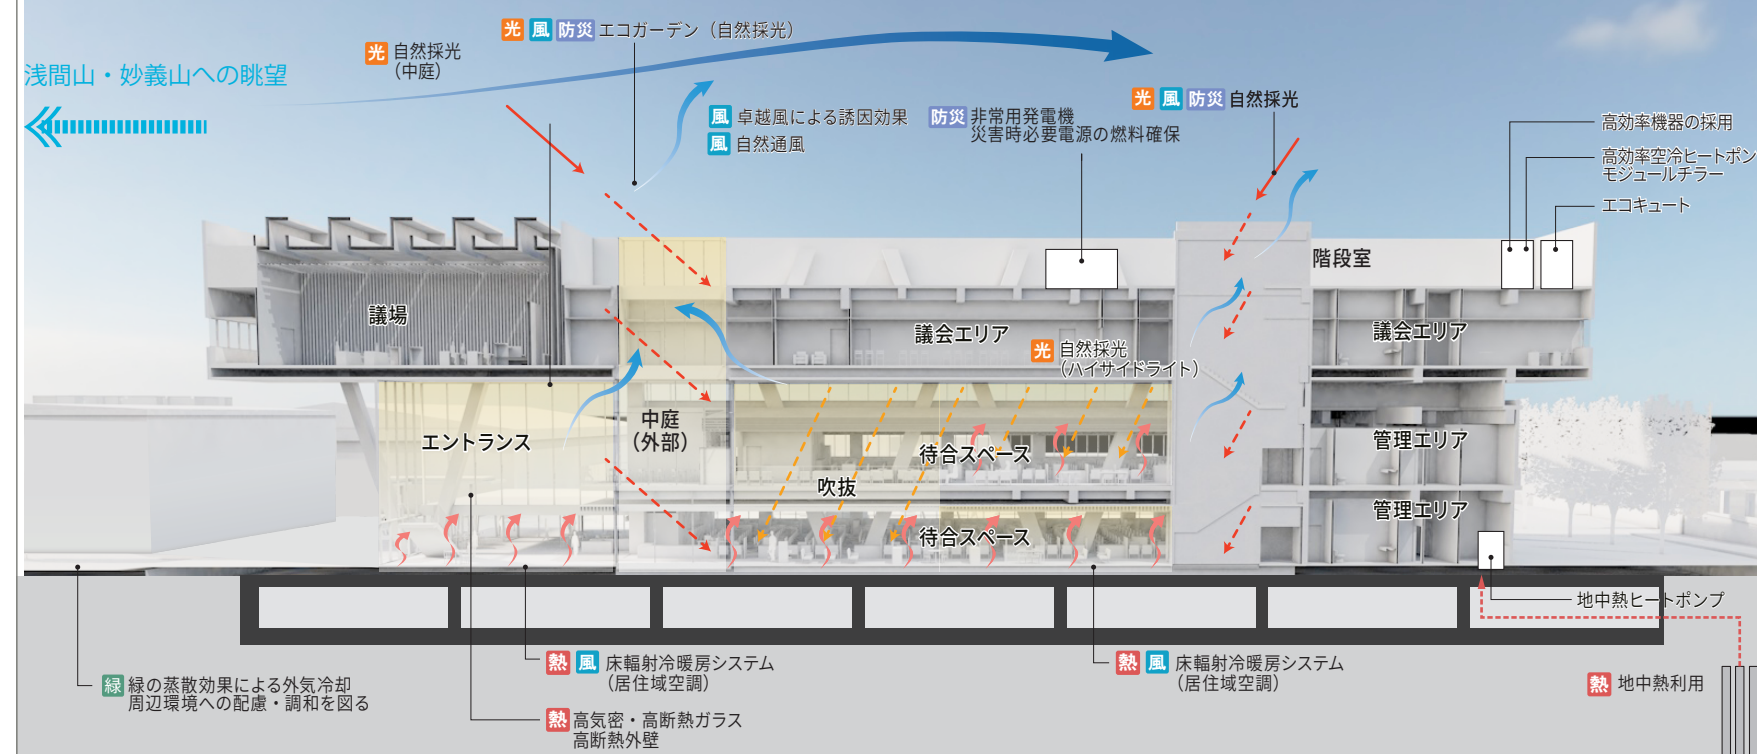 光 風 防災 エコガーデン（自然採光）
光 自然採光
（中庭）
浅間山・妙義山への眺望
風 卓越風による誘因効果
風 自然通風
防災 非常用発電機
災害時必要電源の燃料確保
光 風 防災 自然採光
高効率機器の採用
高効率空冷ヒートポン
モジュールチラー
エコキュート
階段室
議場
議会エリア
議会エリア
光 自然採光
（ハイサイドライト）
中庭
（外部）
エントランス
待合スペース
管理エリア
吹抜
待合スペース
管理エリア
地中熱ヒートポンプ
熱 風 床輻射冷暖房システム
（居住域空調）
熱 風 床輻射冷暖房システム
（居住域空調）
緑 緑の蒸散効果による外気冷却
周辺環境への配慮・調和を図る
熱 地中熱利用
熱 高気密・高断熱ガラス
高断熱外壁